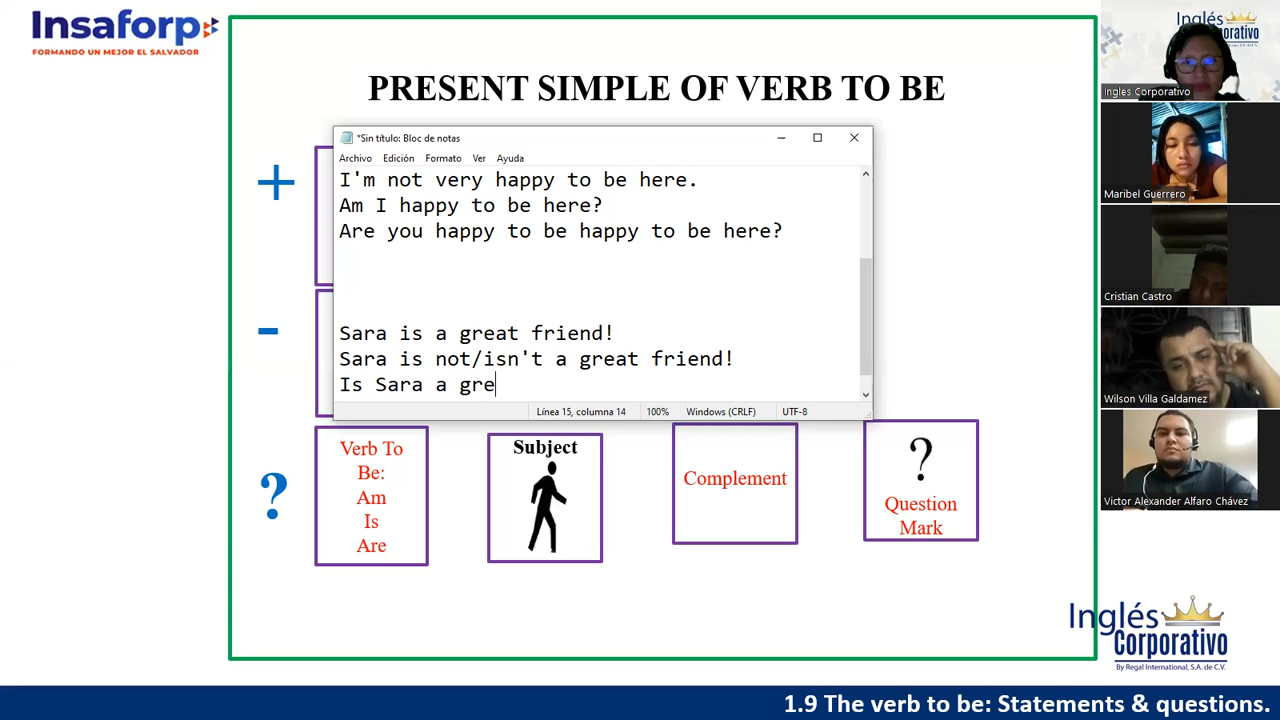 Insaforp
FORMANDO UN MEJOR EL SALVADOR
PRESENT SIMPLE OF VERB TO BE
+
*Sin título: Bloc de notas
Archivo Edición Formato Ver Ayuda
I'm not very happy to be here.
Am I happy to be here?
Are you happy to be happy to be here?
Sara is a great friend!
Sara is not/isn't a great friend!
Is Sara a gre
Línea 15, columna 14 100% Windows (CRLF) UTF-8
-
?
Verb To
Be:
Am
Is
Are
Subject
Complement
?
Question
Mark
Inglés
Corporativo
Ingles Corporativo
Maribel Guerrero
Cristian Castro
Wilson Villa Galdamez
Victor Alexander Alfaro Chávez
Inglés
Corporativo
By Regal International, S.A. de C.V.
1.9 The verb to be: Statements & questions.